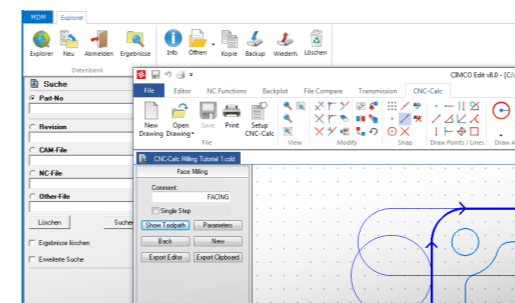 MDM Explorer
Explorer Neu Abmelden Ergebnisse Info Öffnen Kopie Backup Wiederh. Löschen
Datenbank
CIMCO Edit v8.0 - [C:\
File Editor NC Functions Backplot File Compare Transmission CNC-Calc
New Drawing Open Drawing Save Print Setup CNC-Calc
File View Modify Snap Draw Points / Lines Draw A
Suche
Part-No
Revision
CAM-File
NC-File
Other-File
Löschen Suche
Ergebnisse löschen
Erweiterte Suche
CNC-Calc Milling Tutorial 1.cdd
Face Milling
Comment:
FACING
Single Step
Show Toolpath Parameters
Back New
Export Editor Export Clipboard